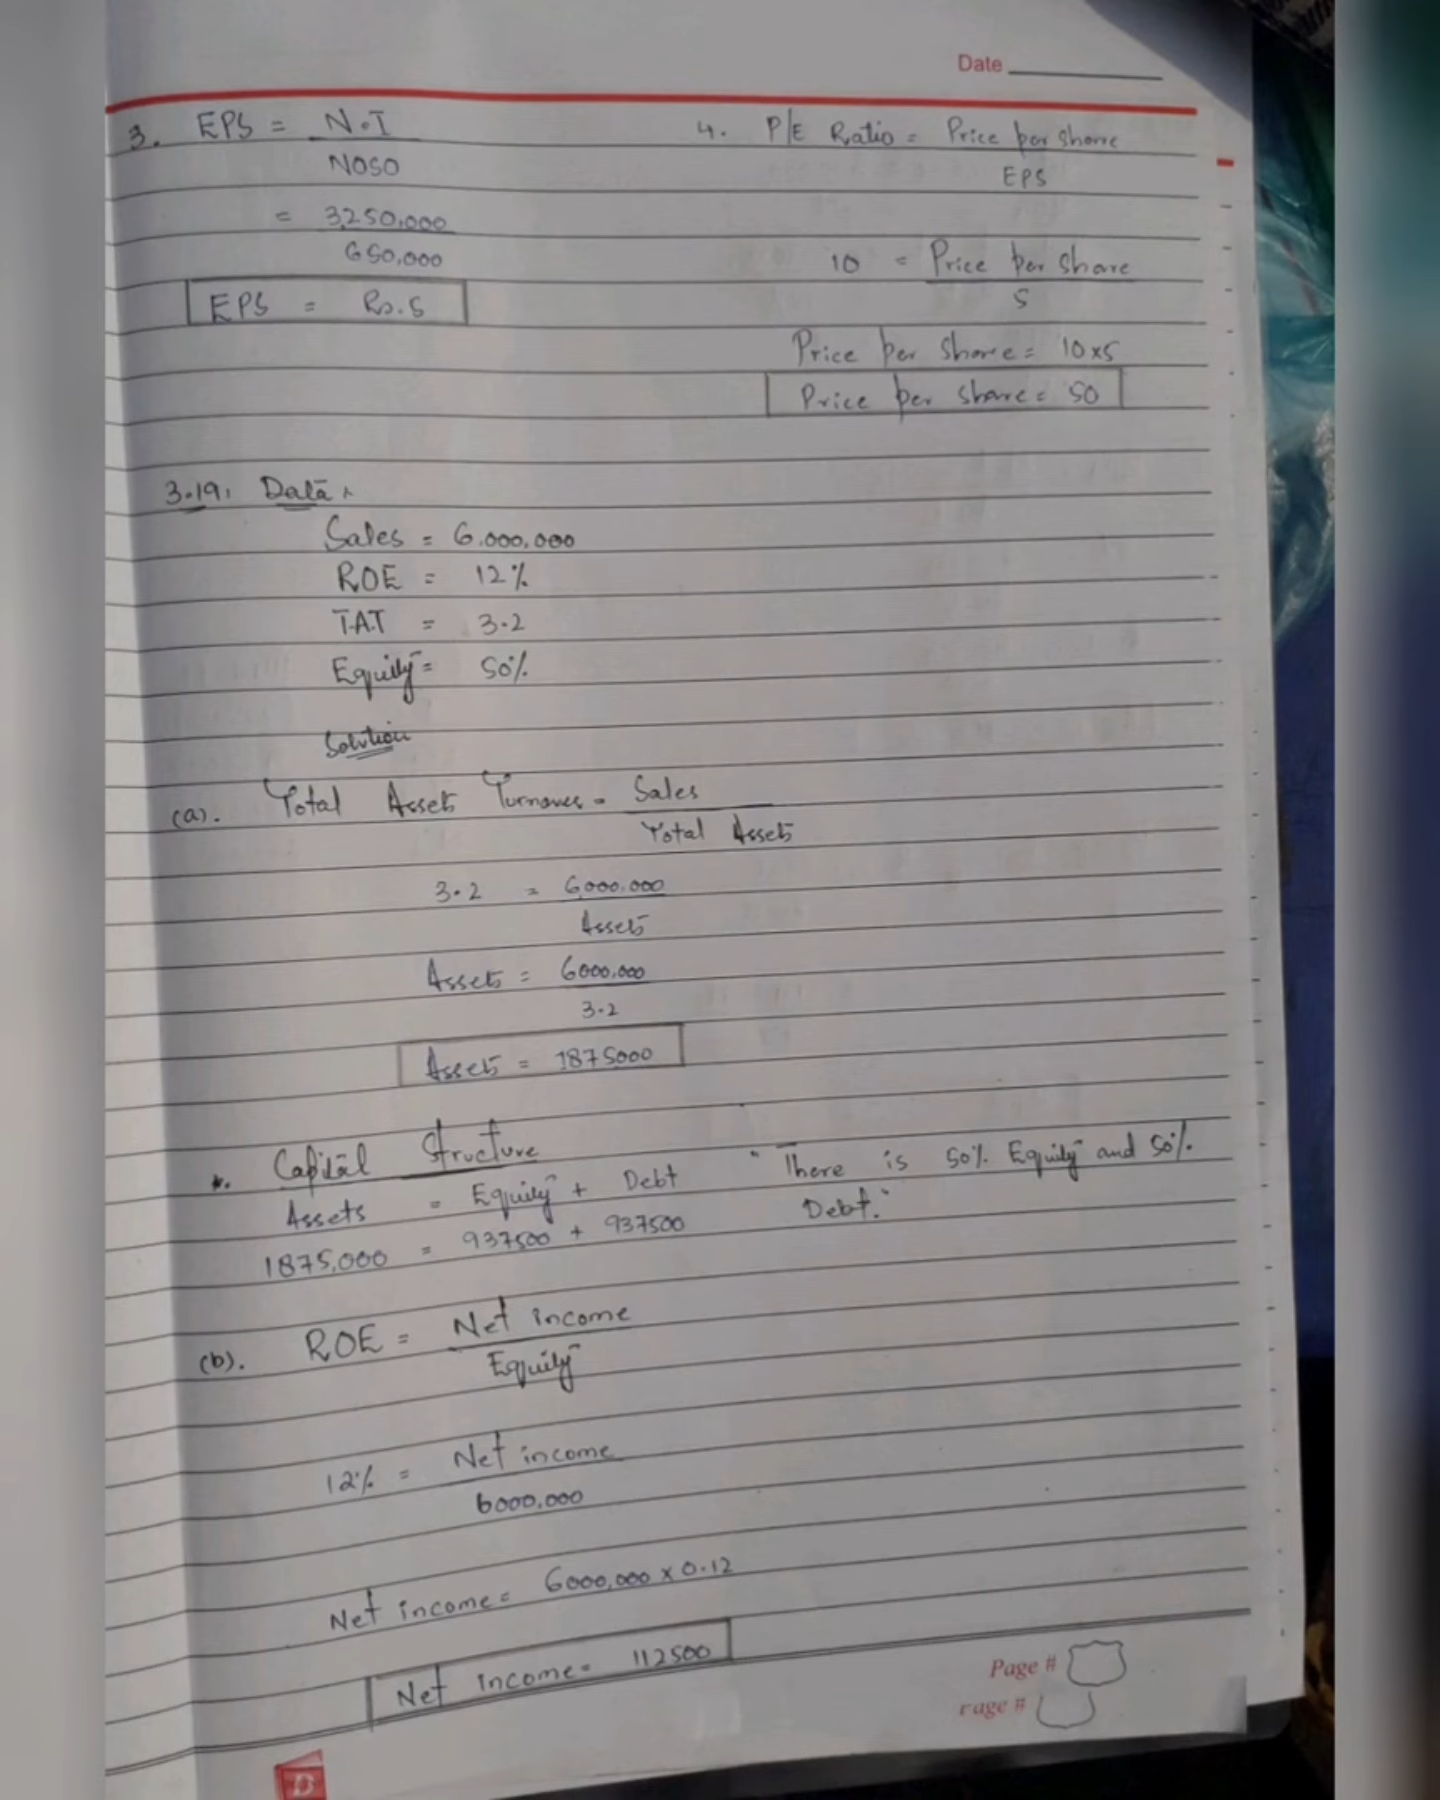 Date
3. EPS = N.I
NOSO
= 3,250,000
650,000
EPS = Rs.5
4. P/E Ratio = Price per share
EPS
10 = Price per share
5
Price per share = 10x5
Price per share = 50
3.19: Data:
Sales = 6,000,000
ROE = 12%
T.A.T = 3.2
Equity = 50%
Solution
(a). Total Assets Turnover = Sales
Total Assets
3.2 = 6,000,000
Assets
Assets = 6000,000
3.2
Assets = 1875000
*. Capital Structure
Assets = Equity + Debt
1875,000 = 937500 + 937500
"There is 50% Equity and 50%
Debt."
(b). ROE = Net income
Equity
12% = Net income
6000,000
Net income = 6000,000 x 0.12
Net income = 112500
Page #
rage #